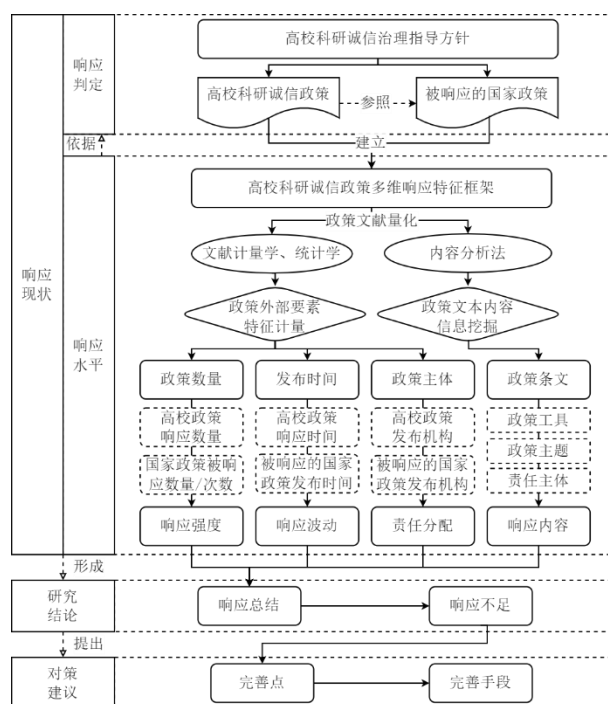 高校科研诚信治理指导方针
响应
判定
高校科研诚信政策
参照
被响应的国家政策
依据
建立
高校科研诚信政策多维响应特征框架
政策文献量化
文献计量学、统计学
内容分析法
响应
现状
响应
水平
政策外部要素
特征计量
政策文本内容
信息挖掘
政策数量
发布时间
政策主体
政策条文
高校政策
响应数量
高校政策
响应时间
高校政策
发布机构
政策工具
政策主题
国家政策被响
应数量/次数
被响应的国家
政策发布时间
被响应的国家
政策发布机构
责任主体
响应强度
响应波动
责任分配
响应内容
形成
研究
结论
响应总结
响应不足
提出
对策
建议
完善点
完善手段